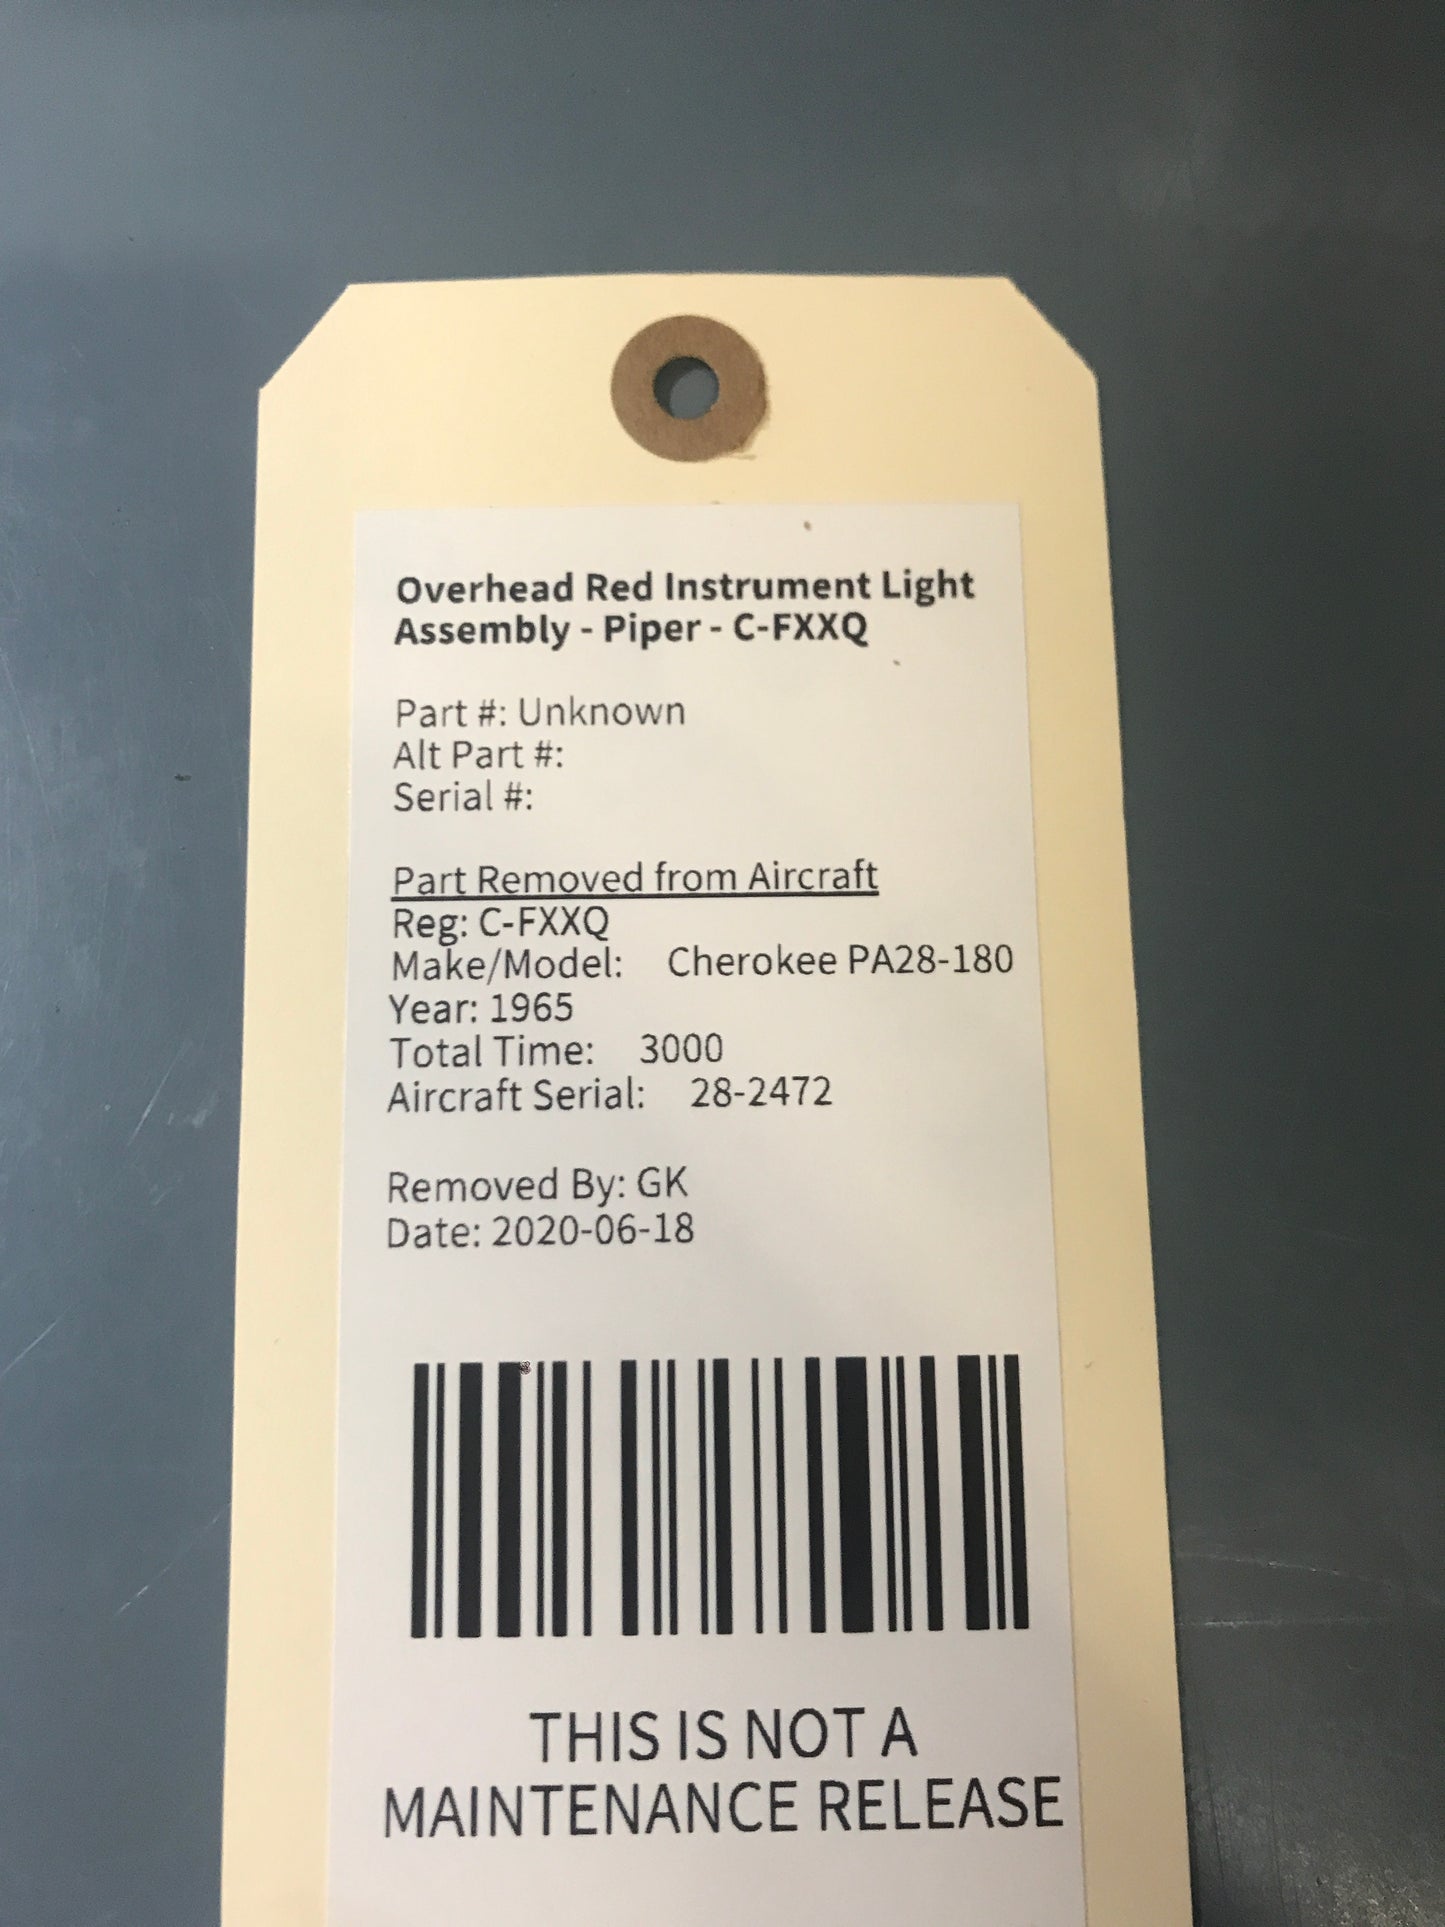 Overhead Red Instrument Light
Assembly - Piper - C-FXXQ
Part #: Unknown
Alt Part #:
Serial #:
Part Removed from Aircraft
Reg: C-FXXQ
Make/Model: Cherokee PA28-180
Year: 1965
Total Time: 3000
Aircraft Serial: 28-2472
Removed By: GK
Date: 2020-06-18
THIS IS NOT A
MAINTENANCE RELEASE